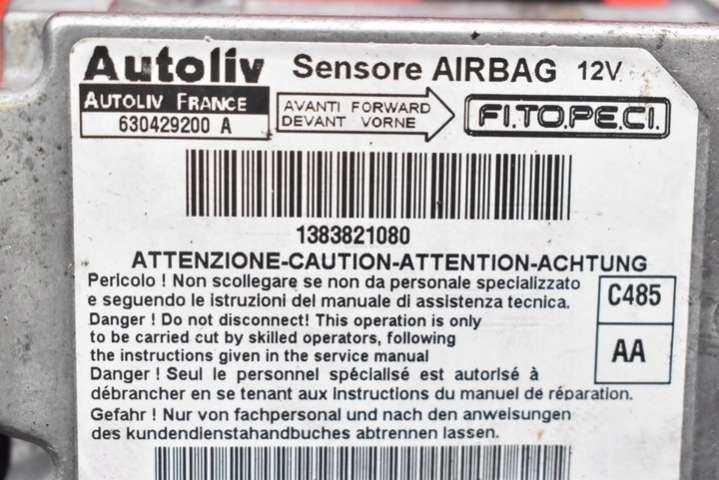 Autoliv Sensore AIRBAG 12V
AUTOLIV FRANCE
630429200 A
AVANTI FORWARD
DEVANT VORNE
FI.TO.PE.CI.
1383821080
ATTENZIONE-CAUTION-ATTENTION-ACHTUNG
Pericolo ! Non scollegare se non da personale specializzato
e seguendo le istruzioni del manuale di assistenza tecnica.
Danger ! Do not disconnect! This operation is only
to be carried cut by skilled operators, following
the instructions given in the service manual
Danger ! Seul le personnel spécialisé est autorisé à
débrancher en se tenant aux Instructions du manuel de réparation.
Gefahr ! Nur von fachpersonal und nach den anweisungen
des kundendienstahandbuches abtrennen lassen.
C485
AA